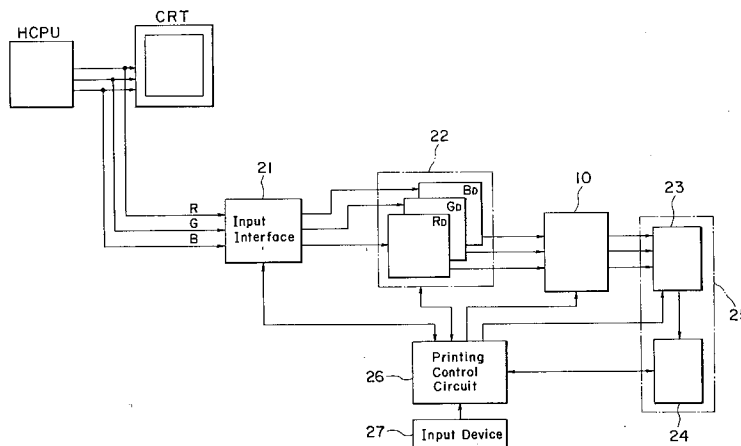 HCPU
CRT
21
22
10
23
R
G
B
Input
Interface
BD
GD
RD
25
26
Printing
Control
Circuit
24
27
Input Device